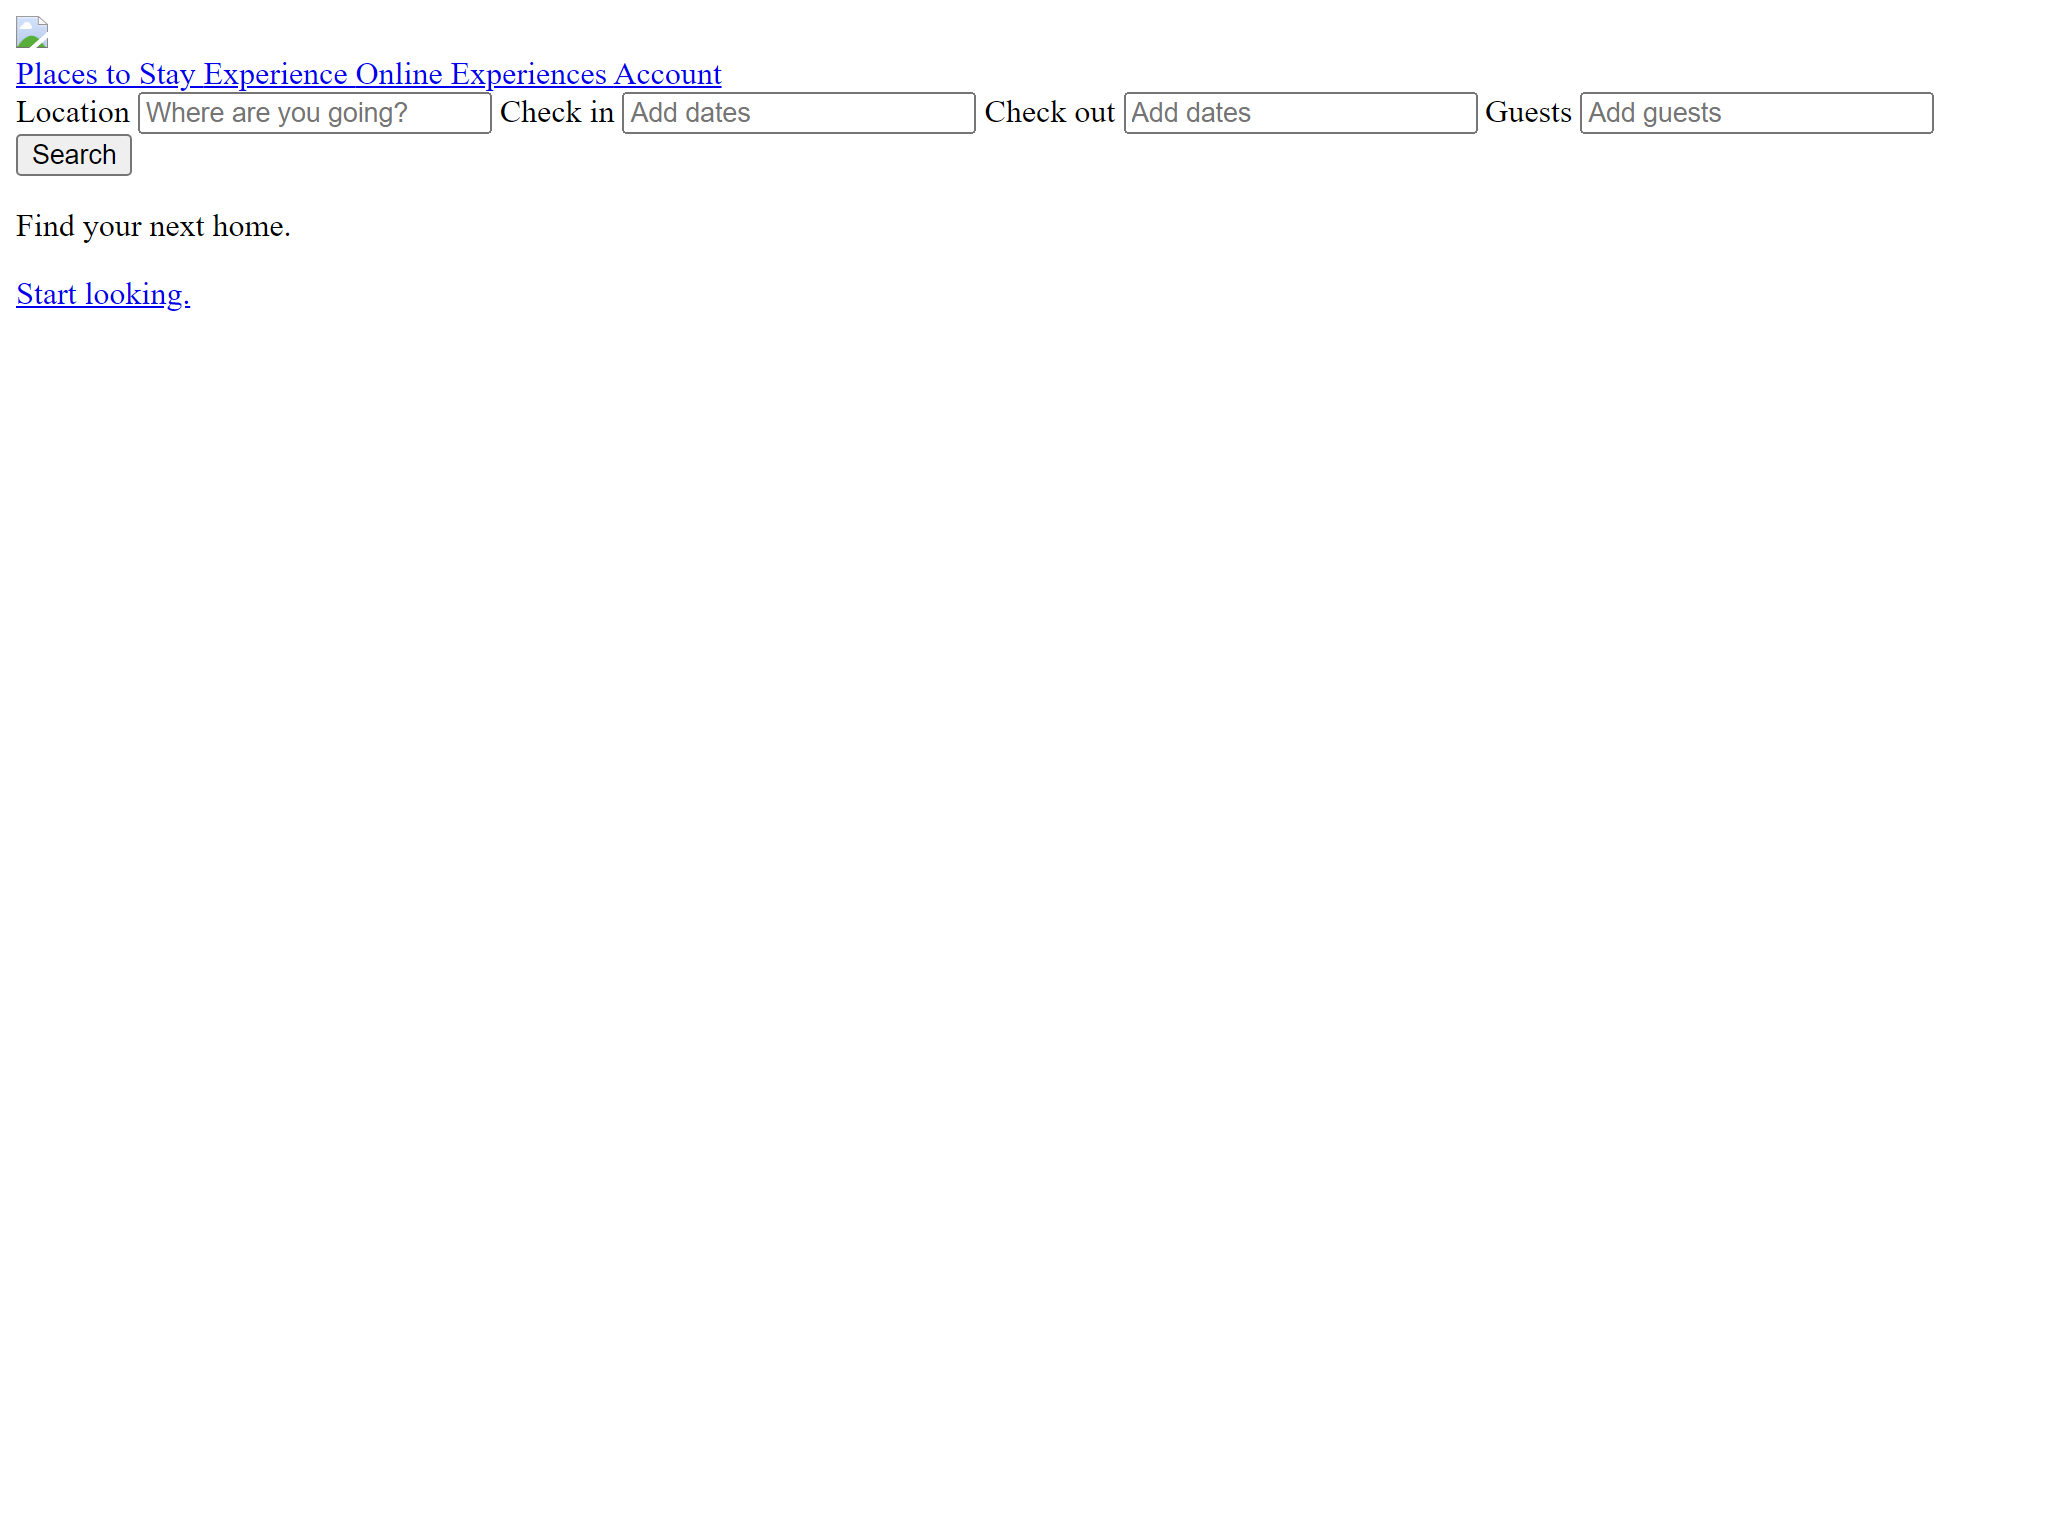 Places to Stay Experience Online Experiences Account
Location Where are you going? Check in Add dates Check out Add dates Guests Add guests
Search
Find your next home.
Start looking.